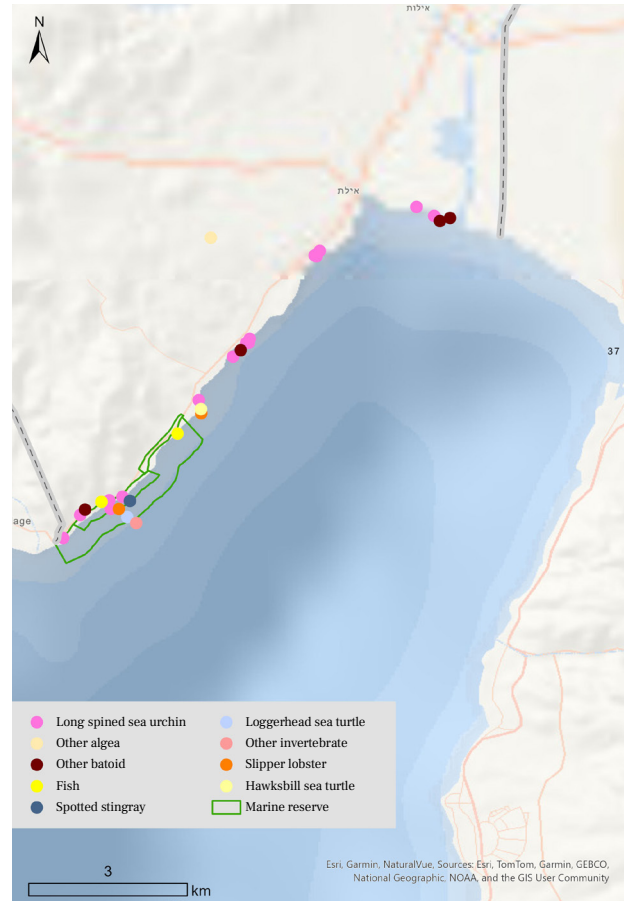 אילות
N
אילת
37
age
Long spined sea urchin
Other algea
Other batoid
Fish
Spotted stingray
Loggerhead sea turtle
Other invertebrate
Slipper lobster
Hawksbill sea turtle
Marine reserve
Esri, Garmin, NaturalVue, Sources: Esri, TomTom, Garmin, GEBCO,
National Geographic, NOAA, and the GIS User Community
3
km